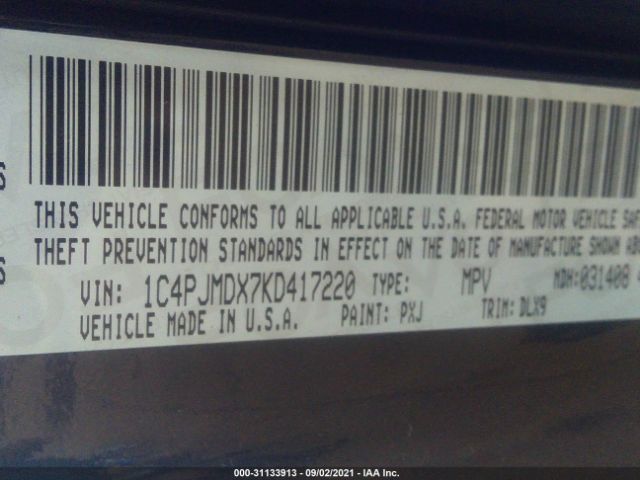 THIS VEHICLE CONFORMS TO ALL APPLICABLE U.S.A. FEDERAL MOTOR VEHICLE
THEFT PREVENTION STANDARDS IN EFFECT ON THE DATE OF MANUFACTURE SHOWN
VIN: 1C4PJMDX7KD417220 TYPE: MPV MDH:031408
VEHICLE MADE IN U.S.A. PAINT: PXJ TRIM: DLX9
000-31133913 - 09/02/2021 - IAA Inc.